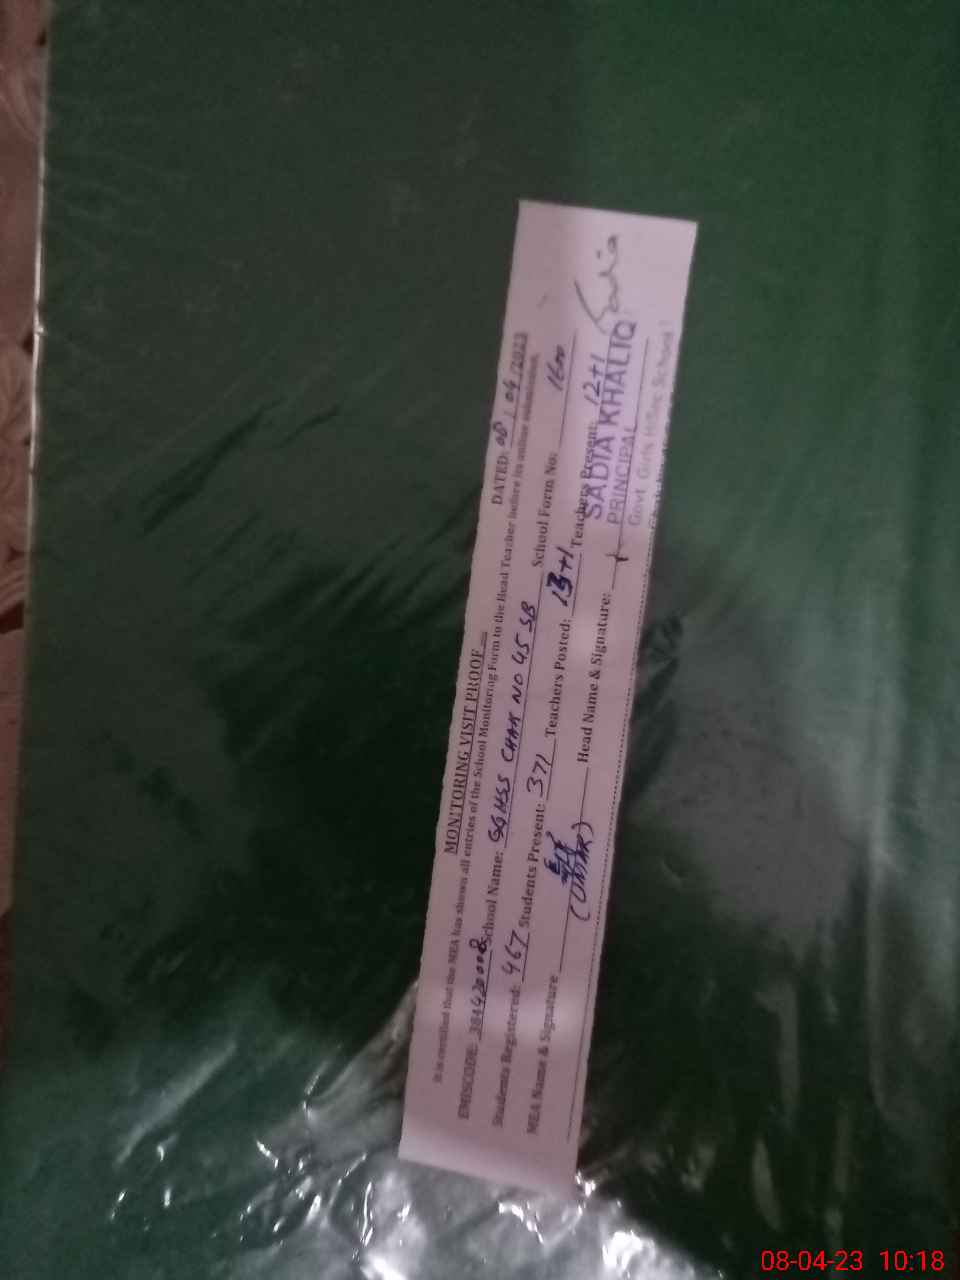 MONITORING VISIT PROOF
DATED: 08 / 04 /2023
It is certified that the MEA has shown all entries of the School Monitoring Form to the Head Teacher before its online submission.
EMISCODE: 384420008 School Name: GGHSS CHAK NO 45 SB School Form No: 1600
Students Registered: 467 Students Present: 371 Teachers Posted: 13+1 Teachers Present: 12+1
MEA Name & Signature (UMAR) Head Name & Signature: Sadia
SADIA KHALIQ
PRINCIPAL
Govt. Girls H/Sec School
08-04-23 10:18